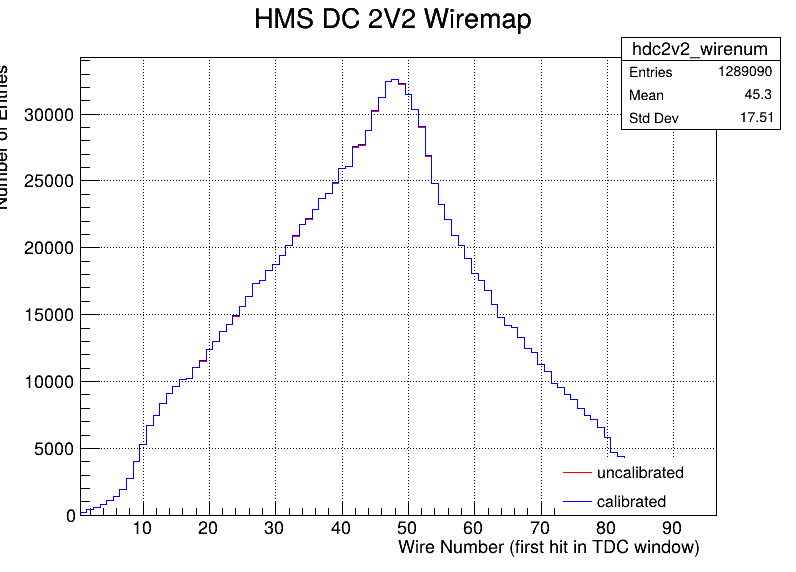 HMS DC 2V2 Wiremap
hdc2v2_wirenum
Entries 1289090
Mean 45.3
Std Dev 17.51
Number of Entries
30000
25000
20000
15000
10000
5000
0
uncalibrated
calibrated
10 20 30 40 50 60 70 80 90
Wire Number (first hit in TDC window)